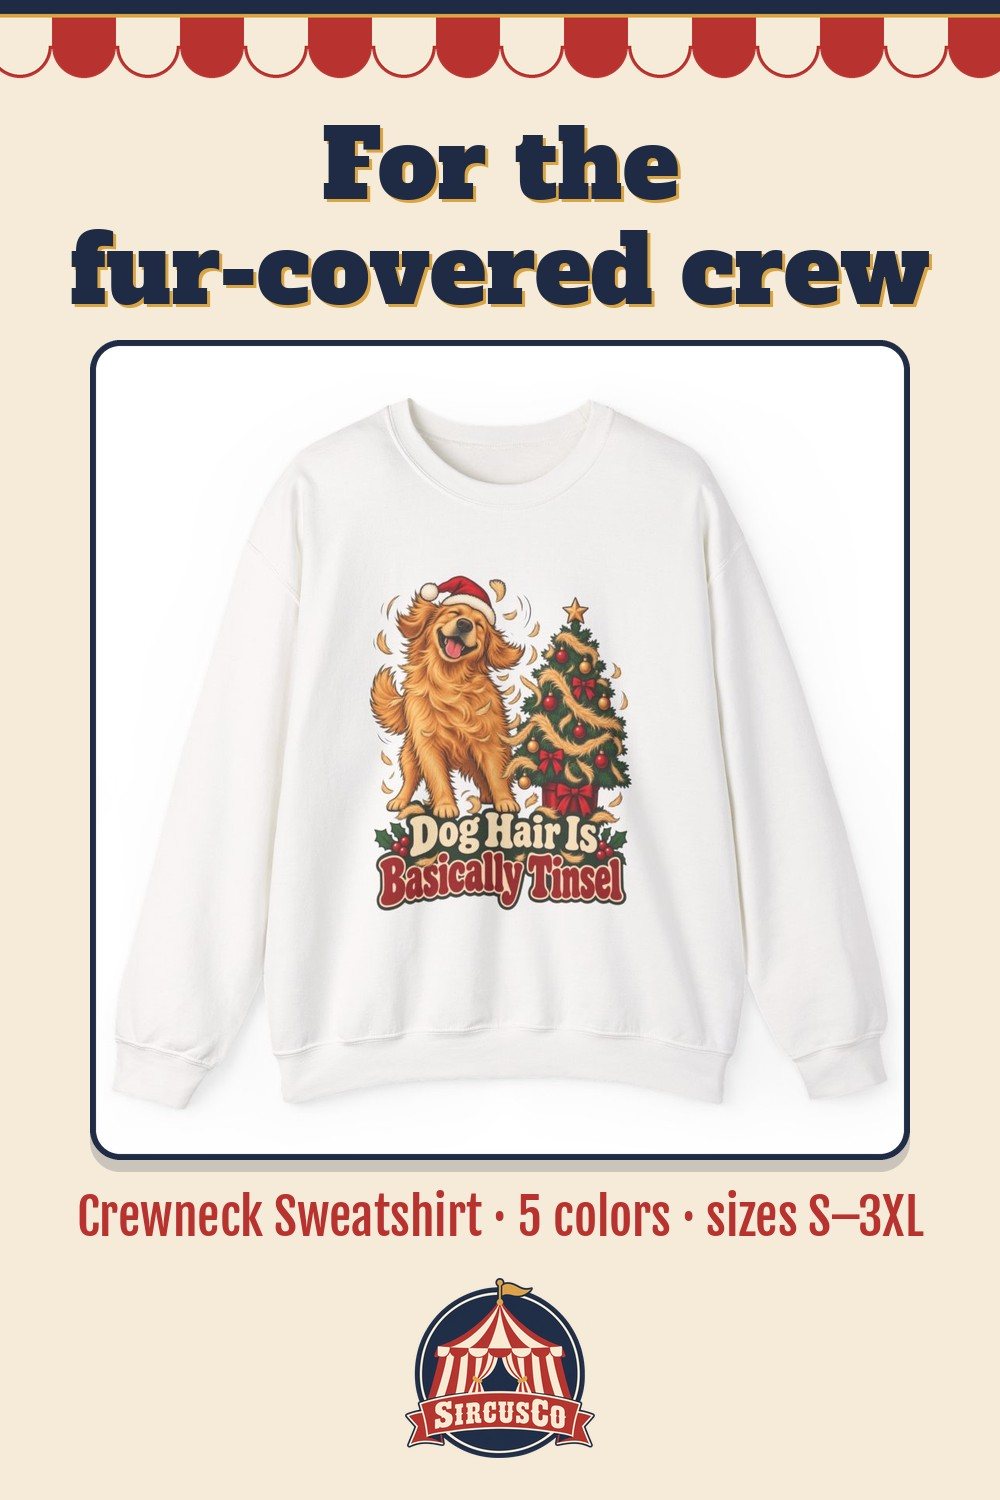 For the
fur-covered crew
Dog Hair Is
Basically Tinsel
Crewneck Sweatshirt · 5 colors · sizes S–3XL
SIRCUSCO